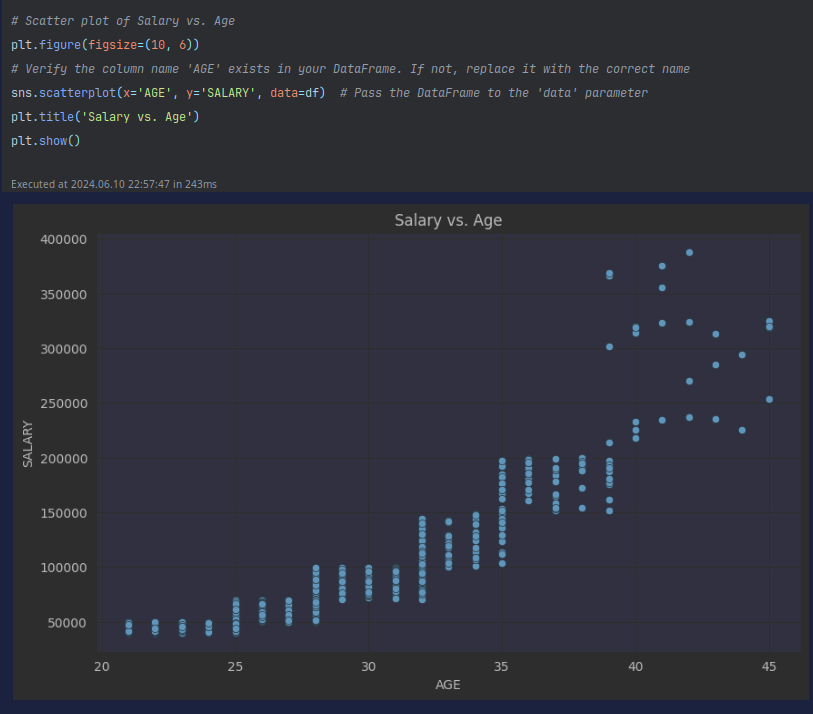 # Scatter plot of Salary vs. Age
plt.figure(figsize=(10, 6))
# Verify the column name 'AGE' exists in your DataFrame. If not, replace it with the correct name
sns.scatterplot(x='AGE', y='SALARY', data=df)  # Pass the DataFrame to the 'data' parameter
plt.title('Salary vs. Age')
plt.show()
Executed at 2024.06.10 22:57:47 in 243ms
Salary vs. Age
400000
350000
300000
250000
200000
150000
100000
50000
SALARY
20 25 30 35 40 45
AGE